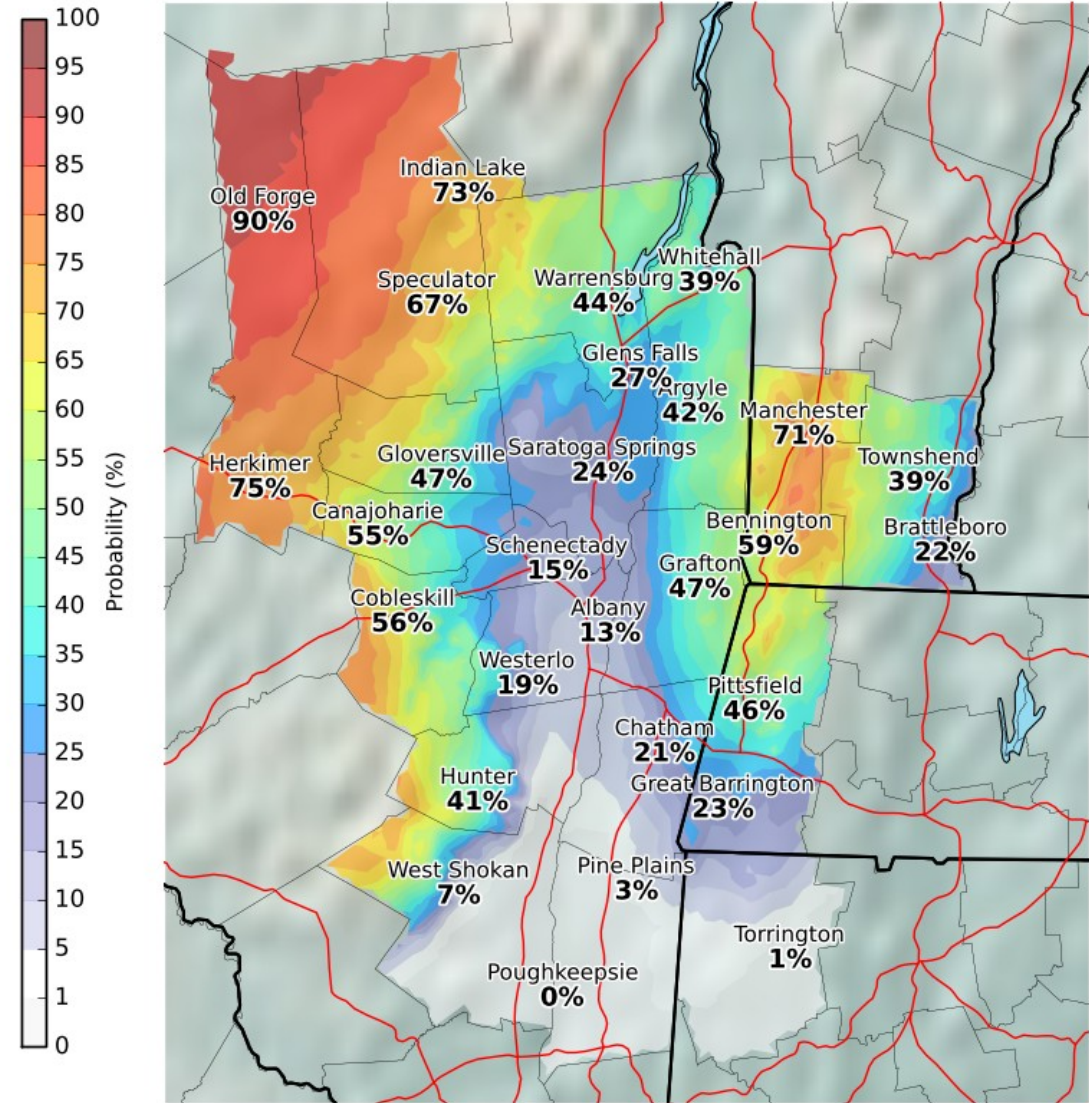 100
95
90
85
80
75
70
65
60
55
50
45
40
35
30
25
20
15
10
5
1
0
Probability (%)
Indian Lake
73%
Old Forge
90%
Whitehall
39%
Speculator
67%
Warrensburg
44%
Glens Falls
27%
Argyle
42%
Manchester
71%
Saratoga Springs
24%
Gloversville
47%
Townshend
39%
Herkimer
75%
Canajoharie
55%
Bennington
59%
Brattleboro
22%
Schenectady
15%
Grafton
47%
Cobleskill
56%
Albany
13%
Westerlo
19%
Pittsfield
46%
Chatham
21%
Hunter
41%
Great Barrington
23%
West Shokan
7%
Pine Plains
3%
Torrington
1%
Poughkeepsie
0%